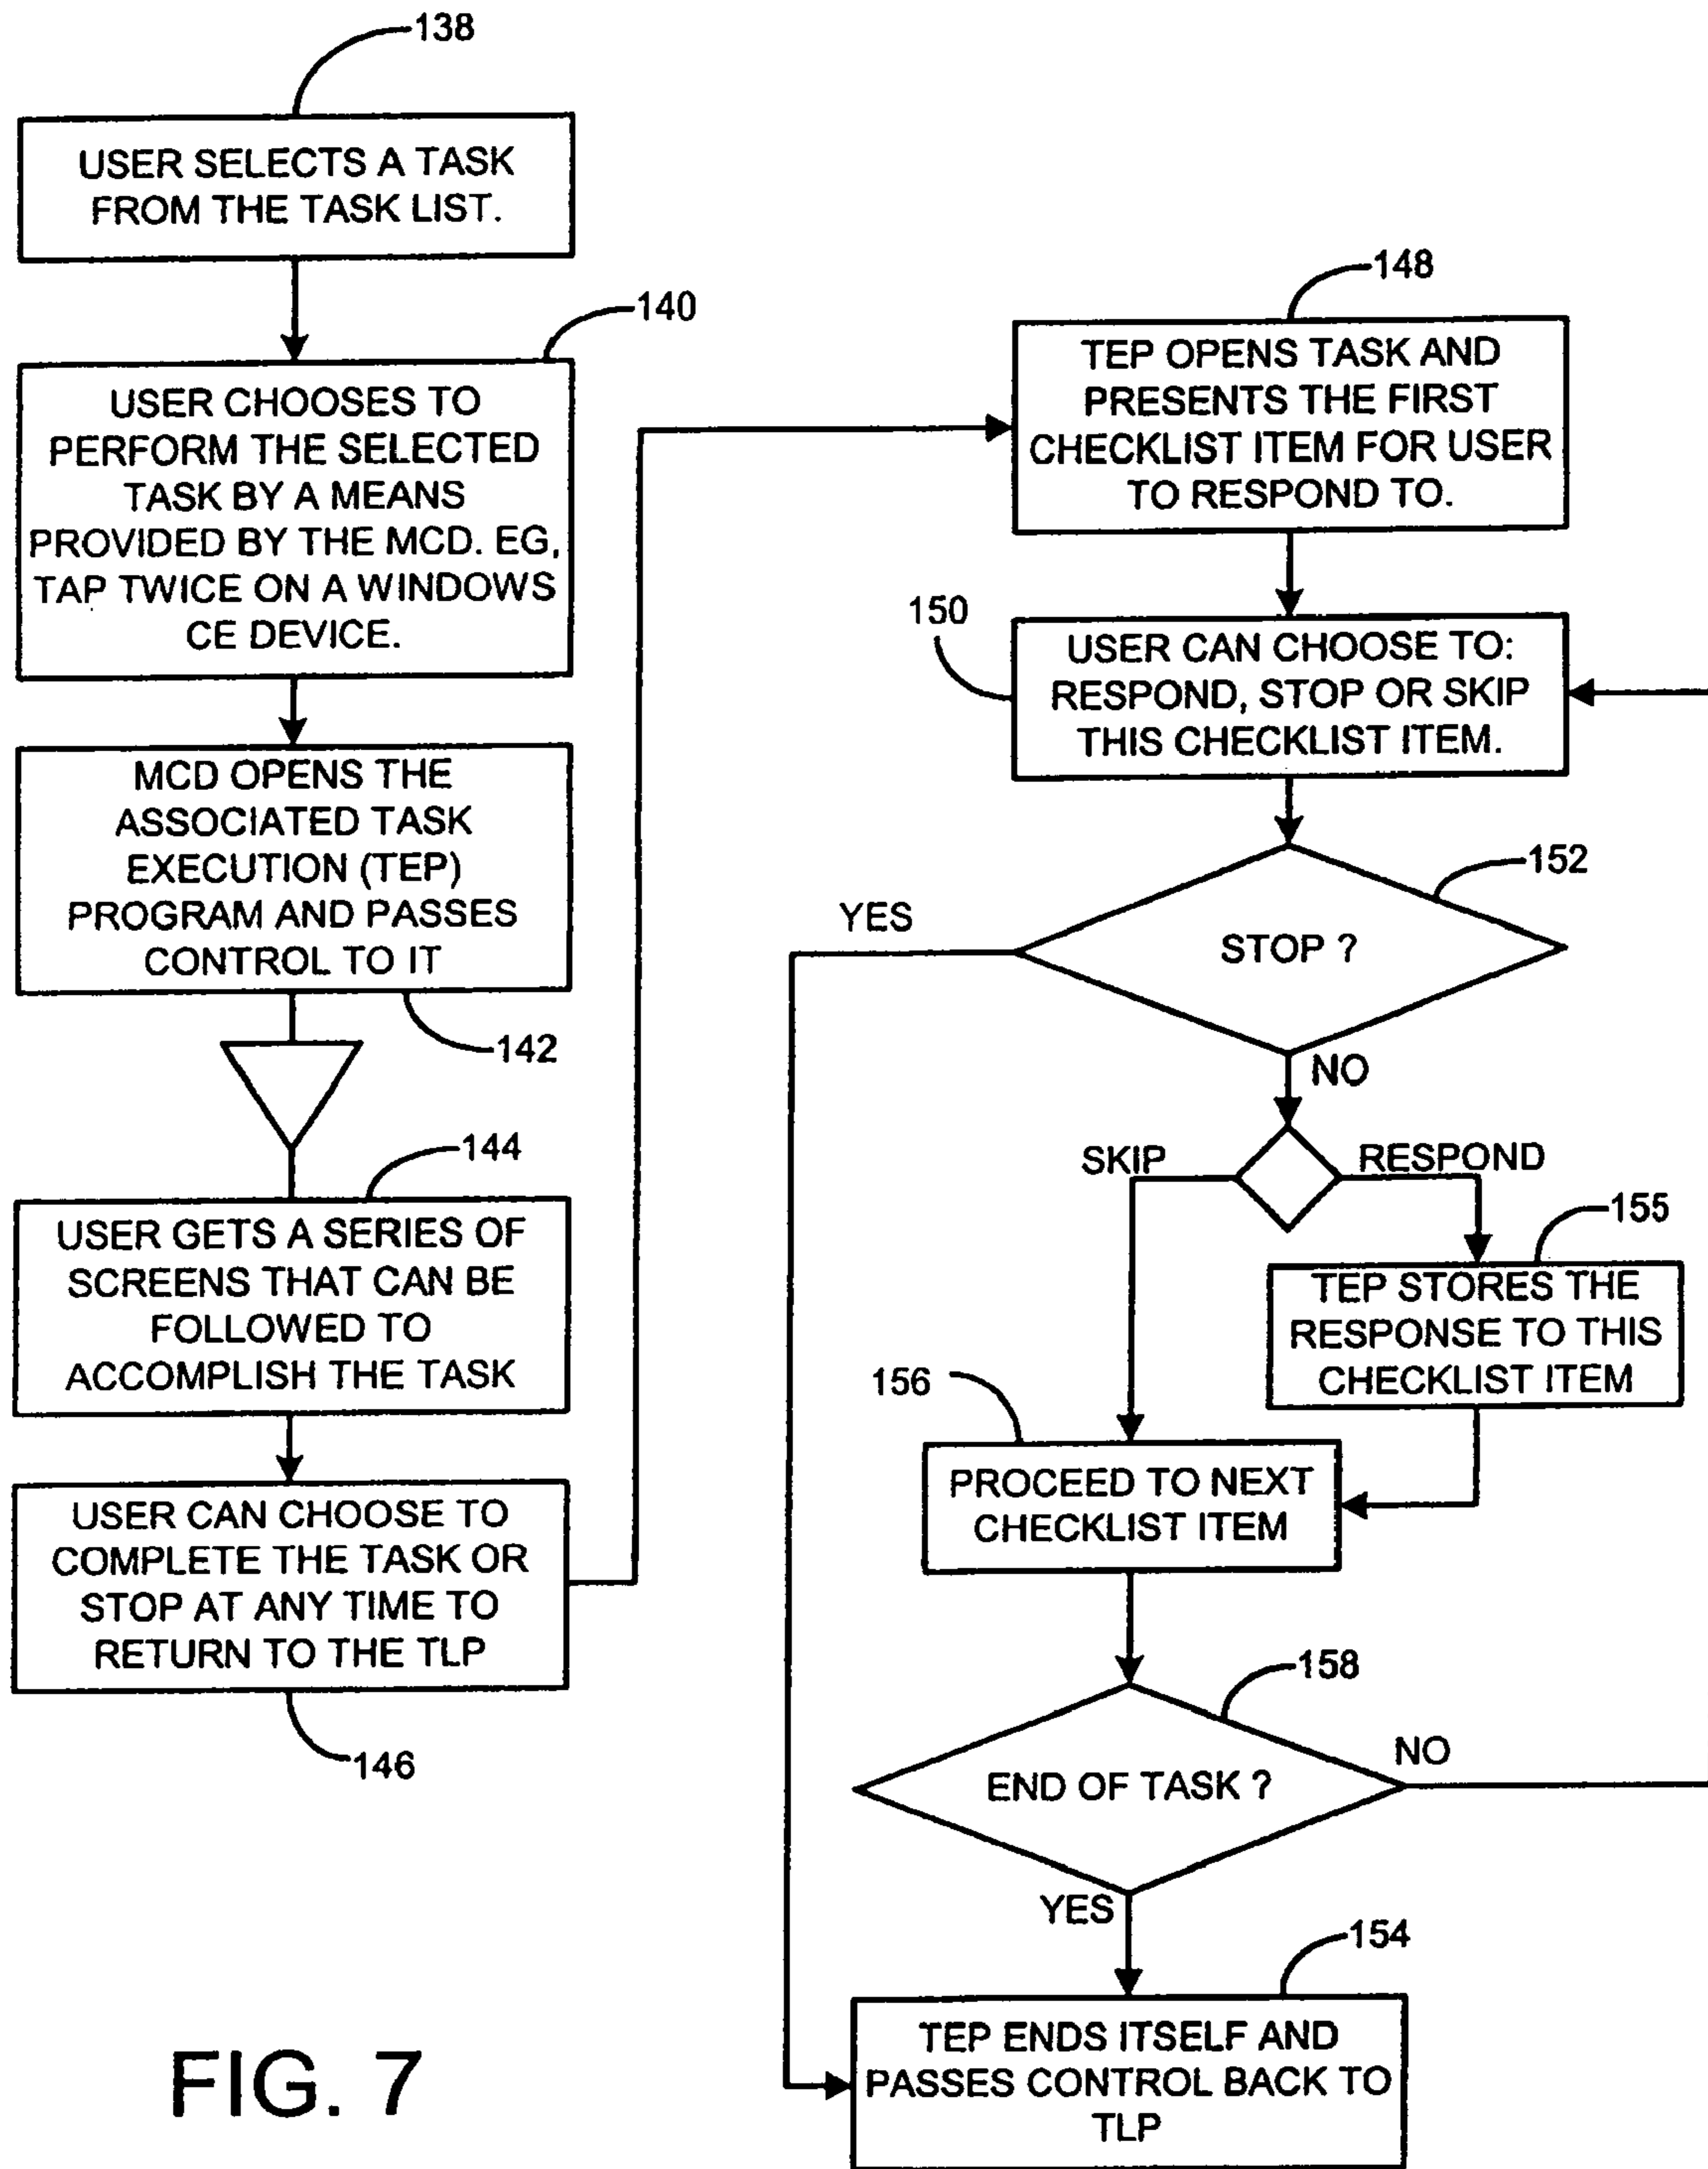 138
USER SELECTS A TASK
FROM THE TASK LIST.
140
USER CHOOSES TO
PERFORM THE SELECTED
TASK BY A MEANS
PROVIDED BY THE MCD. EG,
TAP TWICE ON A WINDOWS
CE DEVICE.
MCD OPENS THE
ASSOCIATED TASK
EXECUTION (TEP)
PROGRAM AND PASSES
CONTROL TO IT
142
144
USER GETS A SERIES OF
SCREENS THAT CAN BE
FOLLOWED TO
ACCOMPLISH THE TASK
USER CAN CHOOSE TO
COMPLETE THE TASK OR
STOP AT ANY TIME TO
RETURN TO THE TLP
146
148
TEP OPENS TASK AND
PRESENTS THE FIRST
CHECKLIST ITEM FOR USER
TO RESPOND TO.
150
USER CAN CHOOSE TO:
RESPOND, STOP OR SKIP
THIS CHECKLIST ITEM.
152
YES
STOP ?
NO
SKIP
RESPOND
155
TEP STORES THE
RESPONSE TO THIS
CHECKLIST ITEM
156
PROCEED TO NEXT
CHECKLIST ITEM
158
NO
END OF TASK ?
YES
154
TEP ENDS ITSELF AND
PASSES CONTROL BACK TO
TLP
FIG. 7